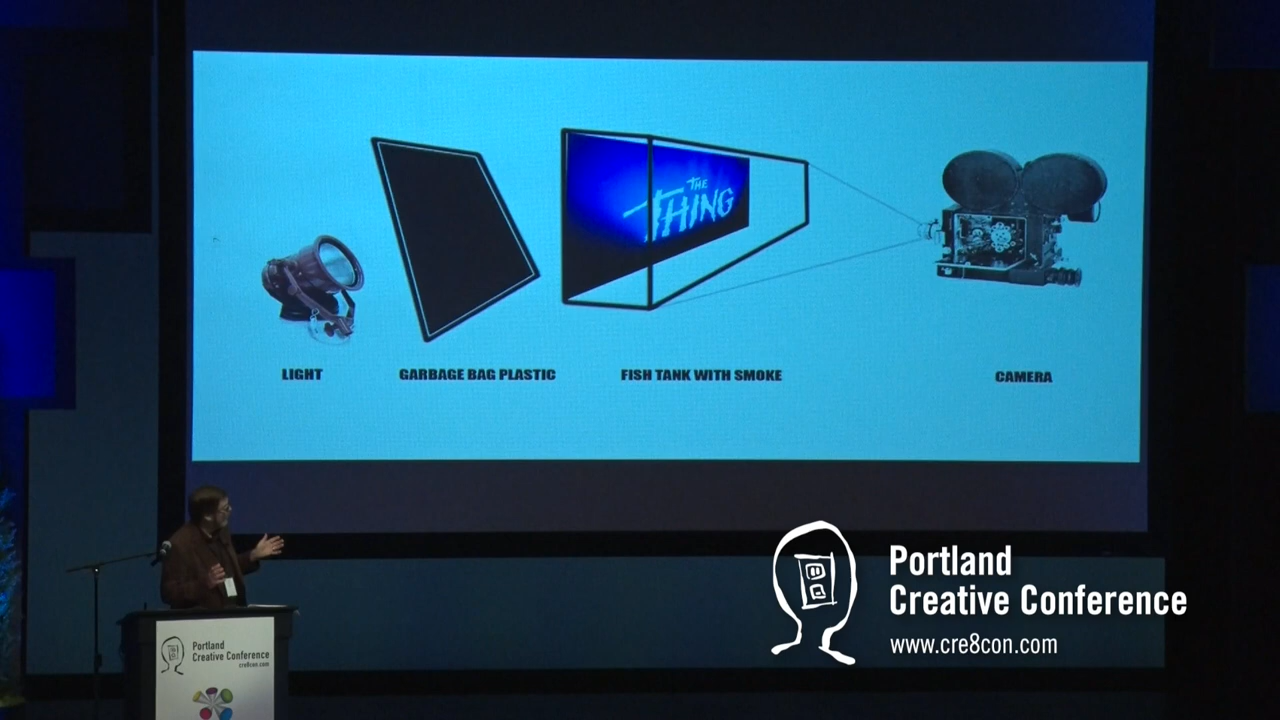 THE
THING
LIGHT
GARBAGE BAG PLASTIC
FISH TANK WITH SMOKE
CAMERA
Portland
Creative Conference
www.cre8con.com
Portland
Creative Conference
cre8con.com